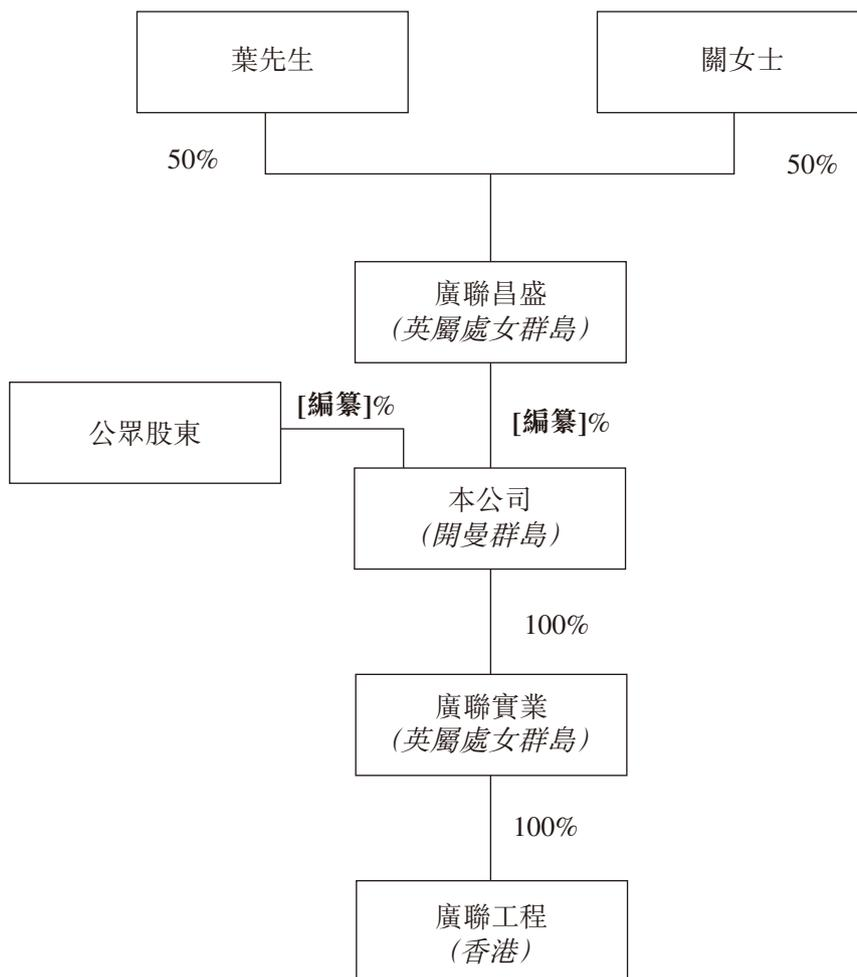 葉先生
關女士
50%
50%
廣聯昌盛
(英屬處女群島)
[編纂]%
[編纂]%
公眾股東
本公司
(開曼群島)
100%
廣聯實業
(英屬處女群島)
100%
廣聯工程
(香港)